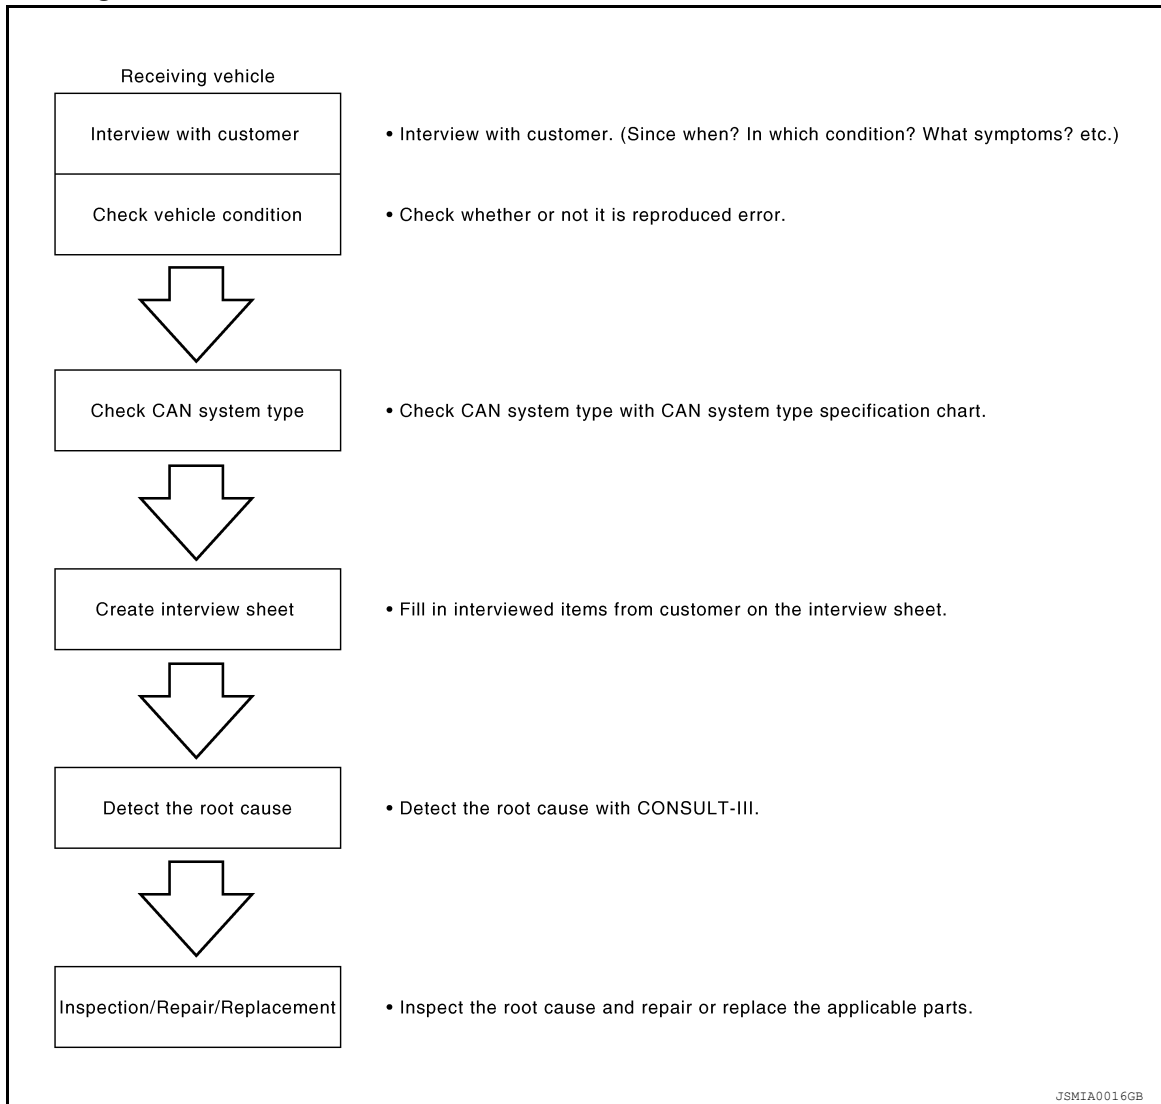 Receiving vehicle
Interview with customer
• Interview with customer. (Since when? In which condition? What symptoms? etc.)
Check vehicle condition
• Check whether or not it is reproduced error.
Check CAN system type
• Check CAN system type with CAN system type specification chart.
Create interview sheet
• Fill in interviewed items from customer on the interview sheet.
Detect the root cause
• Detect the root cause with CONSULT-III.
Inspection/Repair/Replacement
• Inspect the root cause and repair or replace the applicable parts.
JSMIA0016GB